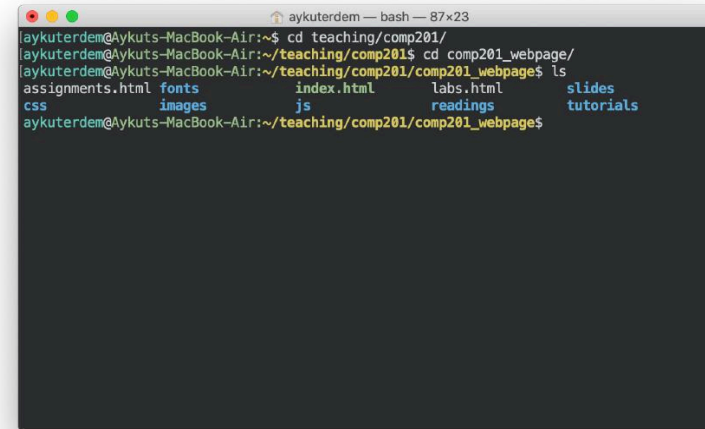 aykuterdem — bash — 87×23
[aykuterdem@Aykuts-MacBook-Air:~$ cd teaching/comp201/
[aykuterdem@Aykuts-MacBook-Air:~/teaching/comp201$ cd comp201_webpage/
[aykuterdem@Aykuts-MacBook-Air:~/teaching/comp201/comp201_webpage$ ls
assignments.html fonts index.html labs.html slides
css images js readings tutorials
aykuterdem@Aykuts-MacBook-Air:~/teaching/comp201/comp201_webpage$